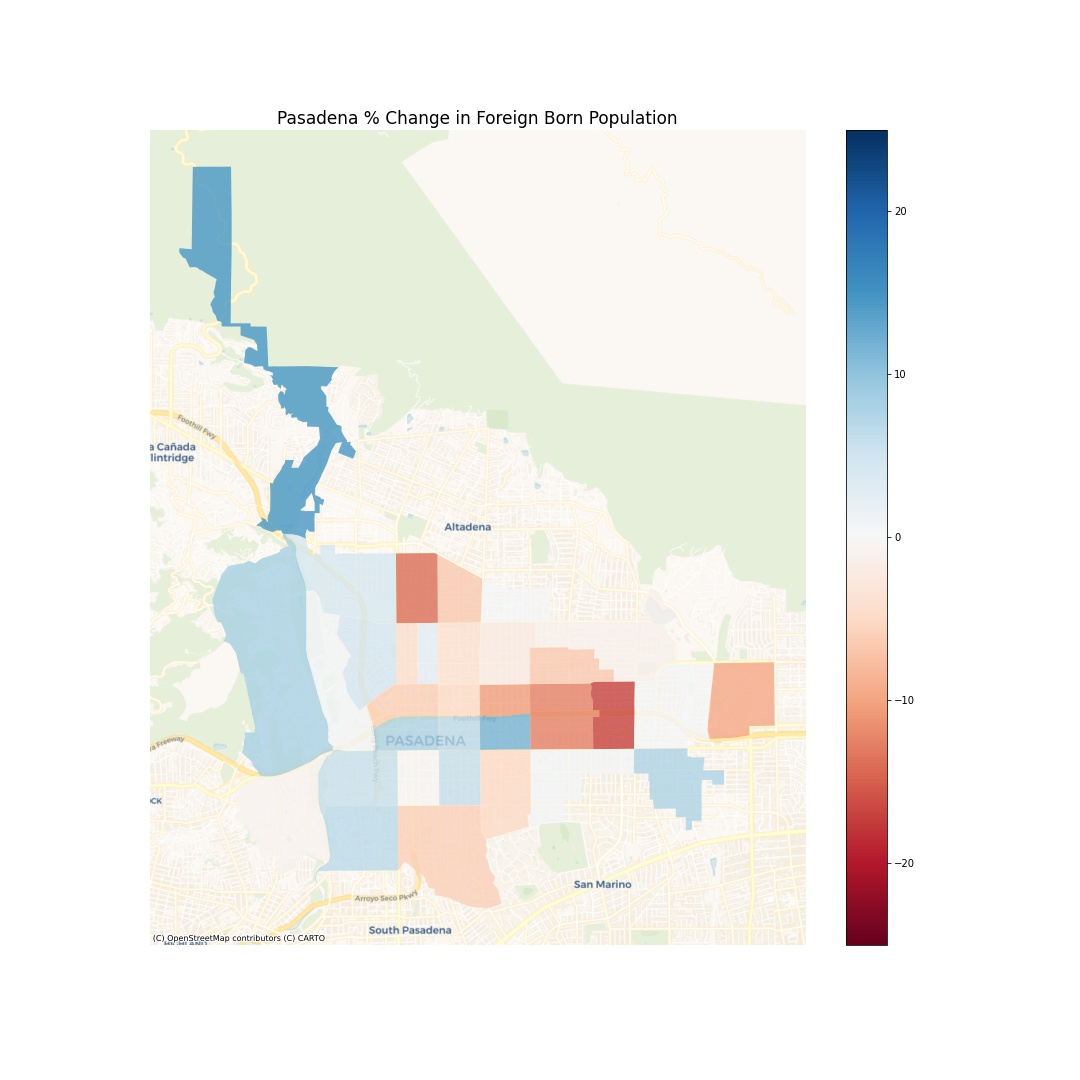 Pasadena % Change in Foreign Born Population
20
Foothill Fwy
a Cañada
lintridge
10
Altadena
0
Foothill Fwy
PASADENA
a Freeway
−10
OCK
−20
San Marino
Arroyo Seco Pkwy
South Pasadena
(C) OpenStreetMap contributors (C) CARTO